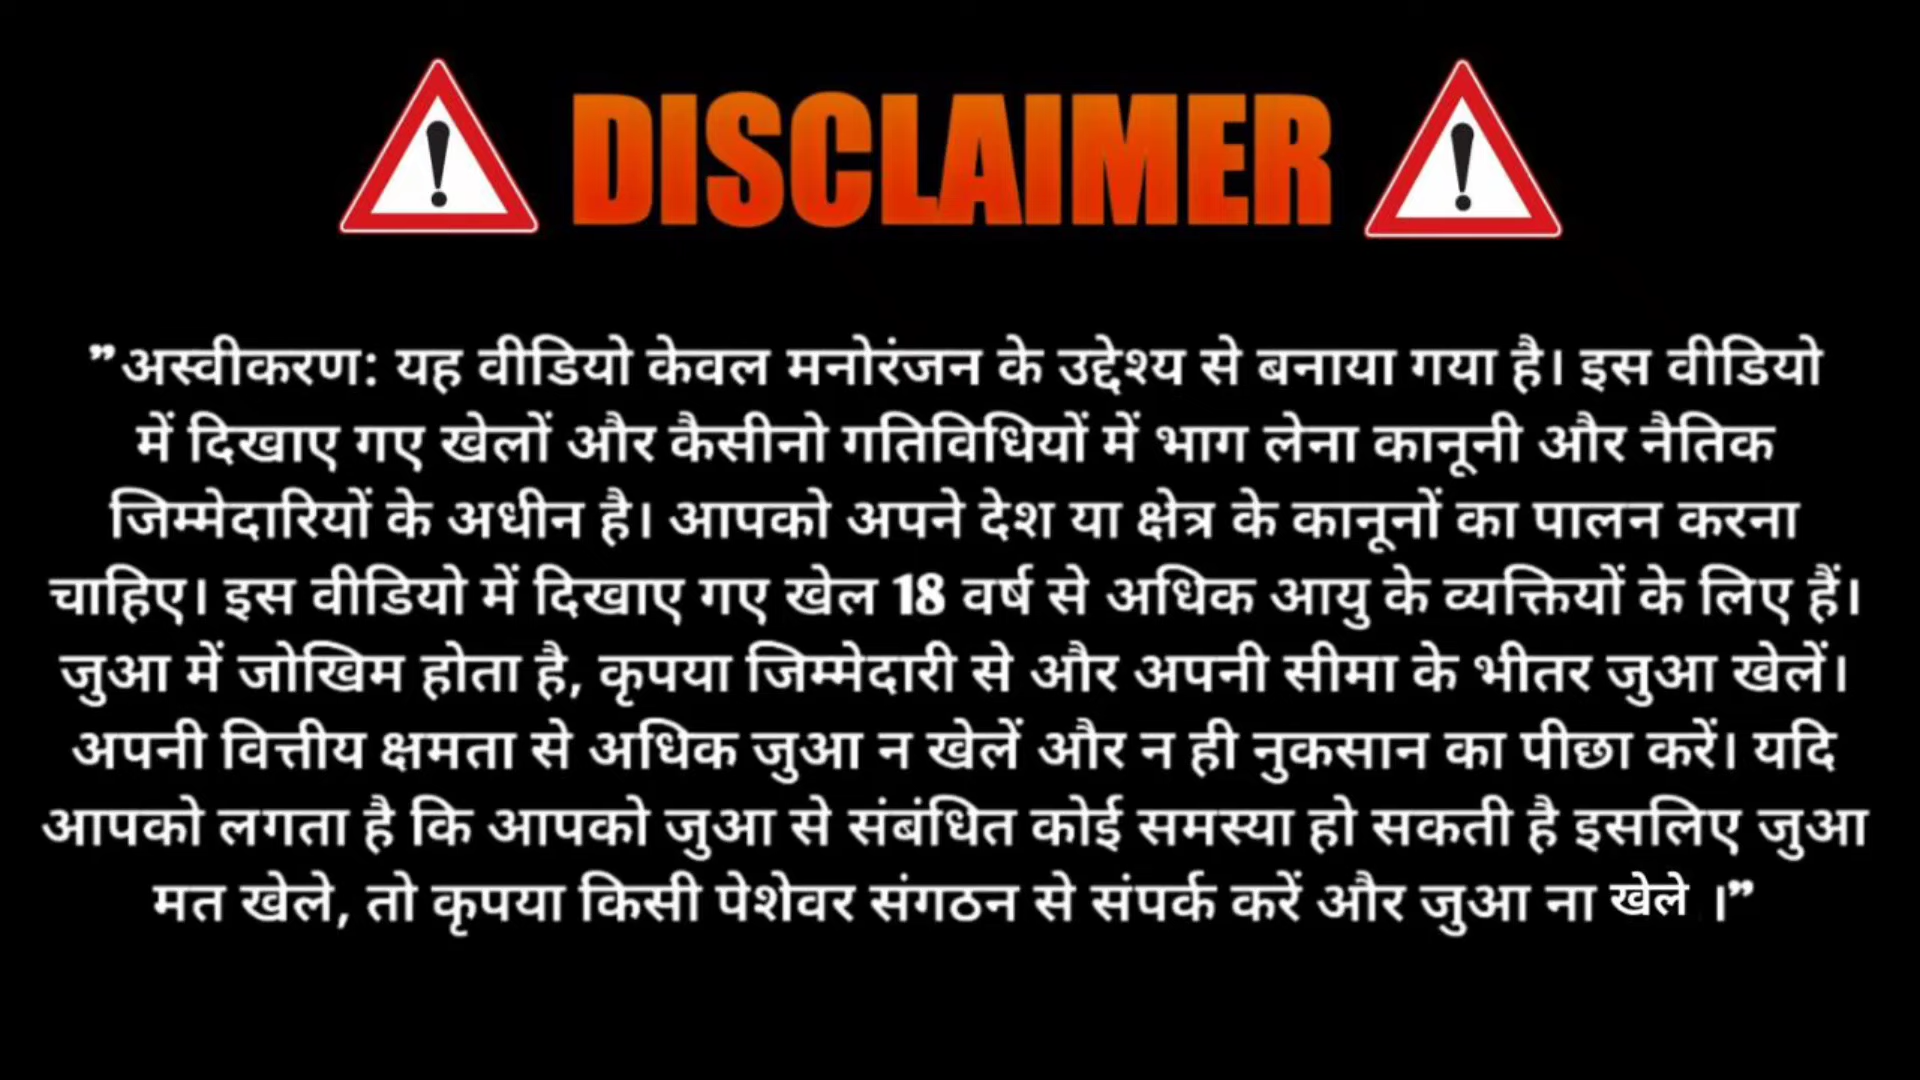 DISCLAIMER
"अस्वीकरण: यह वीडियो केवल मनोरंजन के उद्देश्य से बनाया गया है। इस वीडियो
में दिखाए गए खेलों और कैसीनो गतिविधियों में भाग लेना कानूनी और नैतिक
जिम्मेदारियों के अधीन है। आपको अपने देश या क्षेत्र के कानूनों का पालन करना
चाहिए। इस वीडियो में दिखाए गए खेल 18 वर्ष से अधिक आयु के व्यक्तियों के लिए हैं।
जुआ में जोखिम होता है, कृपया जिम्मेदारी से और अपनी सीमा के भीतर जुआ खेलें।
अपनी वित्तीय क्षमता से अधिक जुआ न खेलें और न ही नुकसान का पीछा करें। यदि
आपको लगता है कि आपको जुआ से संबंधित कोई समस्या हो सकती है इसलिए जुआ
मत खेले, तो कृपया किसी पेशेवर संगठन से संपर्क करें और जुआ ना खेले ।"